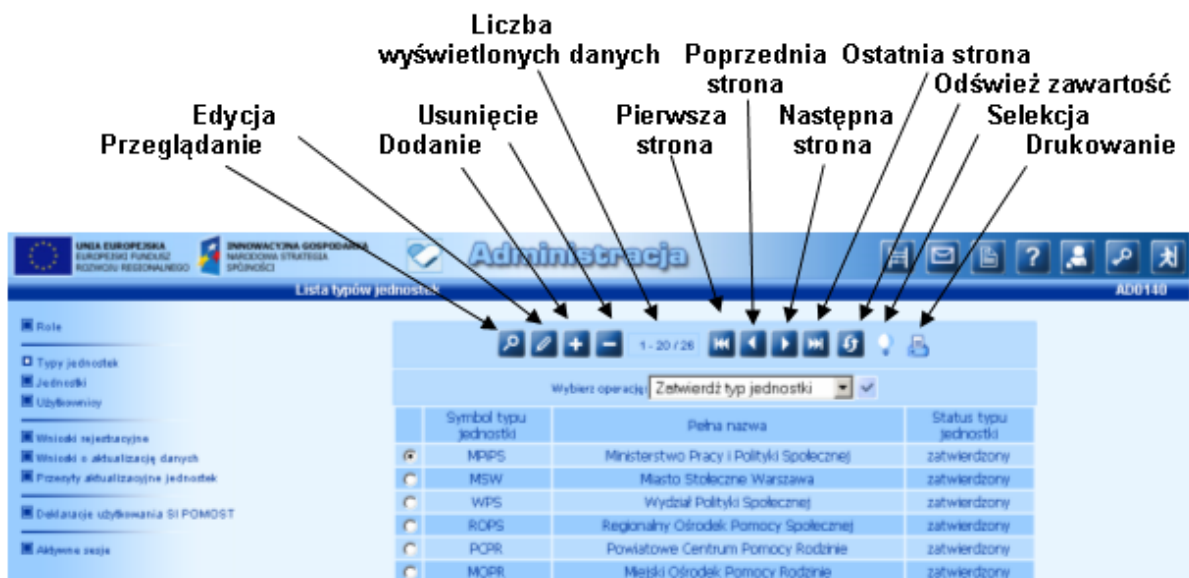 Liczba
wyświetlonych danych
Poprzednia
strona
Ostatnia strona
Odśwież zawartość
Edycja
Usunięcie
Pierwsza
strona
Następna
strona
Selekcja
Przeglądanie
Dodanie
Drukowanie
UNIA EUROPEJSKA
EUROPEJSKI FUNDUSZ
ROZWOJU REGIONALNEGO
INNOWACYJNA GOSPODARKA
NARODOWA STRATEGIA
SPÓJNOŚCI
Administracja
Lista typów jednostek
AD0140
Role
Typy jednostek
Jednostki
Użytkownicy
Wnioski rejestracyjne
Wnioski o aktualizację danych
Przesyły aktualizacyjne jednostek
Deklaracje użytkowania SI POMOST
Aktywne sesje
1 - 20 / 26
Wybierz operację: Zatwierdź typ jednostki
Symbol typu
jednostki
Pełna nazwa
Status typu
jednostki
MPiPS Ministerstwo Pracy i Polityki Społecznej zatwierdzony
MSW Miasto Stołeczne Warszawa zatwierdzony
WPS Wydział Polityki Społecznej zatwierdzony
ROPS Regionalny Ośrodek Pomocy Społecznej zatwierdzony
PCPR Powiatowe Centrum Pomocy Rodzinie zatwierdzony
MOPR Miejski Ośrodek Pomocy Rodzinie zatwierdzony